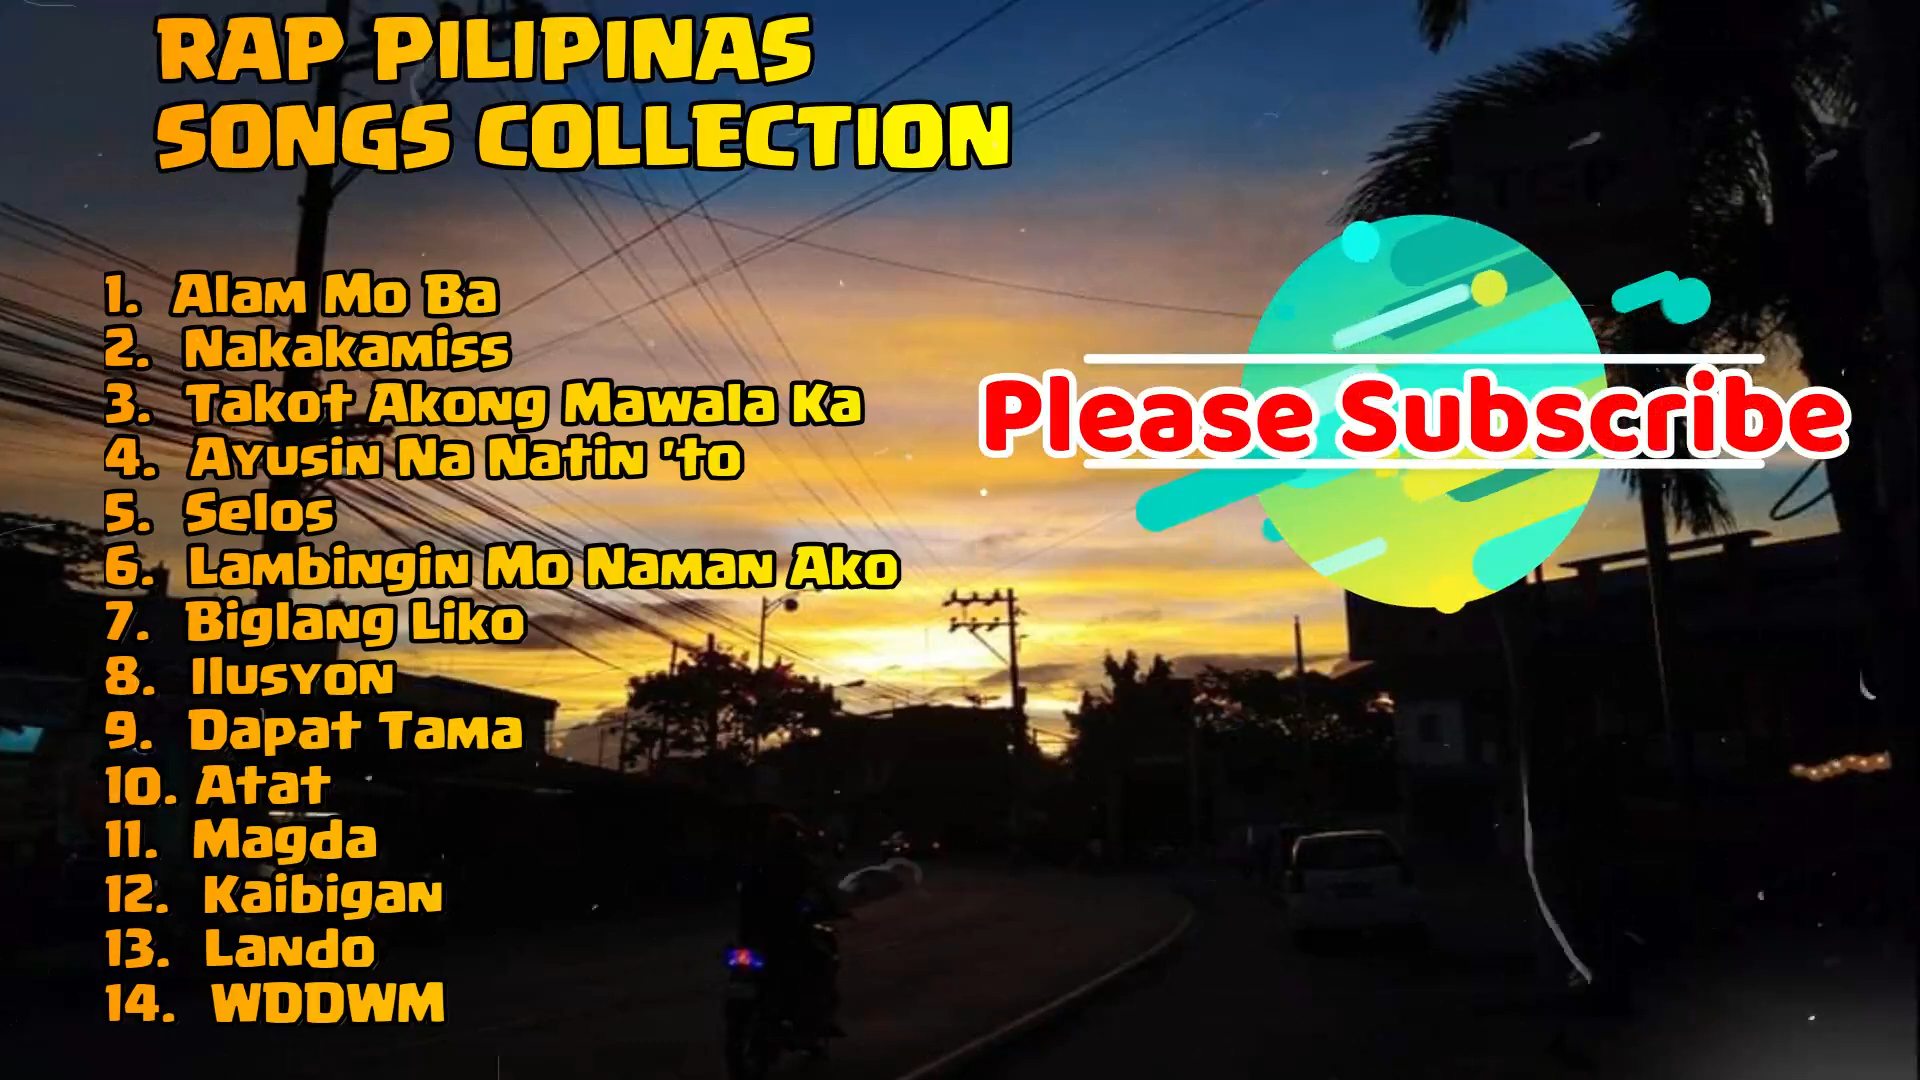 RAP PILIPINAS
SONGS COLLECTION
1. Alam Mo Ba
2. Nakakamiss
3. Takot Akong Mawala Ka
4. Ayusin Na Natin 'to
5. Selos
6. Lambingin Mo Naman Ako
7. Biglang Liko
8. Ilusyon
9. Dapat Tama
10. Atat
11. Magda
12. Kaibigan
13. Lando
14. WDDWM
Please Subscribe